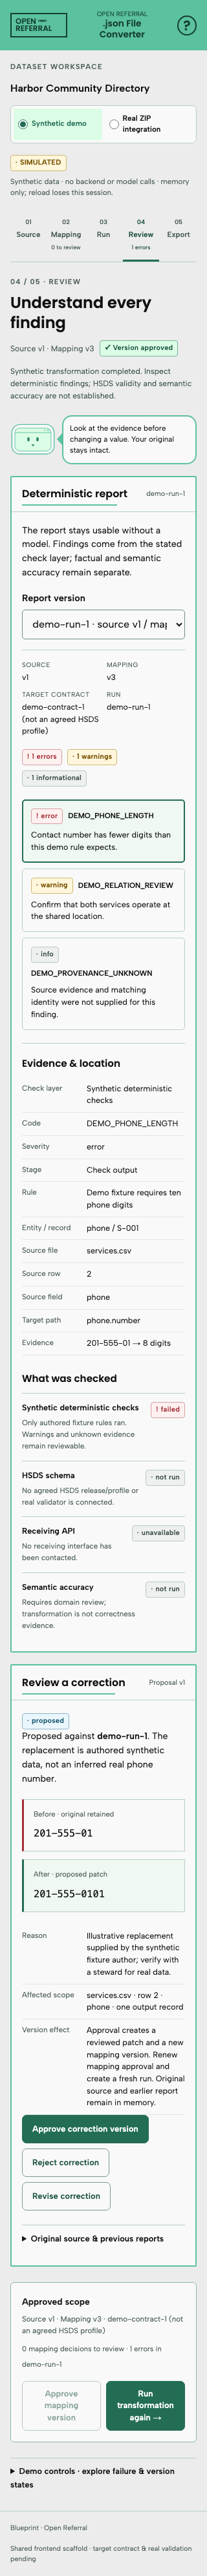 OPEN
REFERRAL
OPEN REFERRAL
.json File
Converter
?
DATASET WORKSPACE
Harbor Community Directory
Synthetic demo
Real ZIP
integration
· SIMULATED
Synthetic data · no backend or model calls · memory
only; reload loses this session.
01
Source
02
Mapping
0 to review
03
Run
04
Review
1 errors
05
Export
04 / 05 · REVIEW
Understand every
finding
Source v1 · Mapping v3
✓ Version approved
Synthetic transformation completed. Inspect
deterministic findings; HSDS validity and semantic
accuracy are not established.
Look at the evidence before
changing a value. Your original
stays intact.
Deterministic report
demo-run-1
The report stays usable without a
model. Findings come from the stated
check layer; factual and semantic
accuracy remain separate.
Report version
demo-run-1 · source v1 / map
SOURCE
v1
MAPPING
v3
TARGET CONTRACT
demo-contract-1
(not an agreed HSDS
profile)
RUN
demo-run-1
! 1 errors
· 1 warnings
· 1 informational
! error
DEMO_PHONE_LENGTH
Contact number has fewer digits than
this demo rule expects.
· warning
DEMO_RELATION_REVIEW
Confirm that both services operate at
the shared location.
· info
DEMO_PROVENANCE_UNKNOWN
Source evidence and matching
identity were not supplied for this
finding.
Evidence & location
Check layer
Synthetic deterministic
checks
Code
DEMO_PHONE_LENGTH
Severity
error
Stage
Check output
Rule
Demo fixture requires ten
phone digits
Entity / record
phone / S-001
Source file
services.csv
Source row
2
Source field
phone
Target path
phone.number
Evidence
201-555-01 → 8 digits
What was checked
Synthetic deterministic checks
! failed
Only authored fixture rules ran.
Warnings and unknown evidence
remain reviewable.
HSDS schema
· not run
No agreed HSDS release/profile or
real validator is connected.
Receiving API
· unavailable
No receiving interface has
been contacted.
Semantic accuracy
· not run
Requires domain review;
transformation is not correctness
evidence.
Review a correction
Proposal v1
· proposed
Proposed against demo-run-1. The
replacement is authored synthetic
data, not an inferred real phone
number.
Before · original retained
201-555-01
After · proposed patch
201-555-0101
Reason
Illustrative replacement
supplied by the synthetic
fixture author; verify with
a steward for real data.
Affected scope
services.csv · row 2 ·
phone · one output record
Version effect
Approval creates a
reviewed patch and a new
mapping version. Renew
mapping approval and
create a fresh run. Original
source and earlier report
remain in memory.
Approve correction version
Reject correction
Revise correction
▶ Original source & previous reports
Approved scope
Source v1 · Mapping v3 · demo-contract-1 (not
an agreed HSDS profile)
0 mapping decisions to review · 1 errors in
demo-run-1
Approve
mapping
version
Run
transformation
again →
▶ Demo controls · explore failure & version
states
Blueprint · Open Referral
Shared frontend scaffold · target contract & real validation
pending